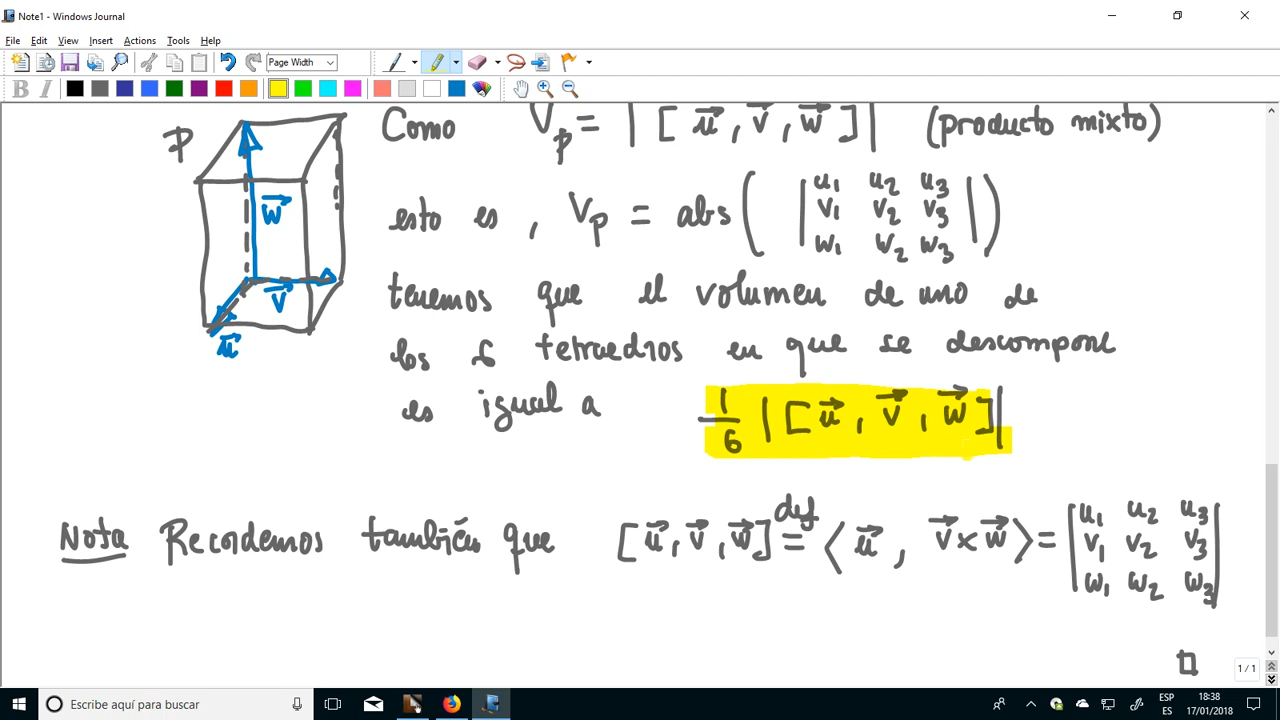 Note1 - Windows Journal
File Edit View Insert Actions Tools Help
Page Width
B I
P
w⃗
v⃗
u⃗
Como V_p = | [ u⃗ , v⃗ , w⃗ ] | (producto mixto)
esto es , V_p = abs ( | u₁ u₂ u₃
v₁ v₂ v₃
w₁ w₂ w₃ | )
tenemos que el volumen de uno de
los 6 tetraedros en que se descompone
es igual a 1/6 | [ u⃗ , v⃗ , w⃗ ] |
Nota Recordemos también que [ u⃗ , v⃗ , w⃗ ] def = ⟨ u⃗ , v⃗ × w⃗ ⟩ = | u₁ u₂ u₃
v₁ v₂ v₃
w₁ w₂ w₃ |
1 / 1
Escribe aquí para buscar
ESP
ES
18:38
17/01/2018